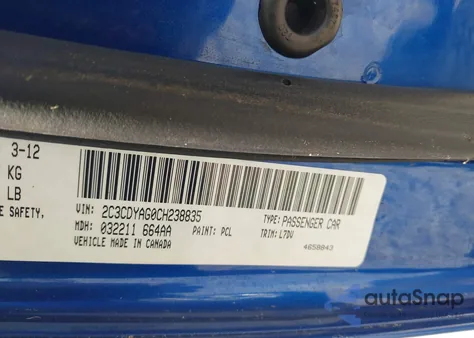 3-12
KG
LB
E SAFETY,
VIN: 2C3CDYAG0CH238835
TYPE: PASSENGER CAR
MDH: 032211 664AA
PAINT: PCL
TRIM: L7DV
VEHICLE MADE IN CANADA
4658843
autoSnap